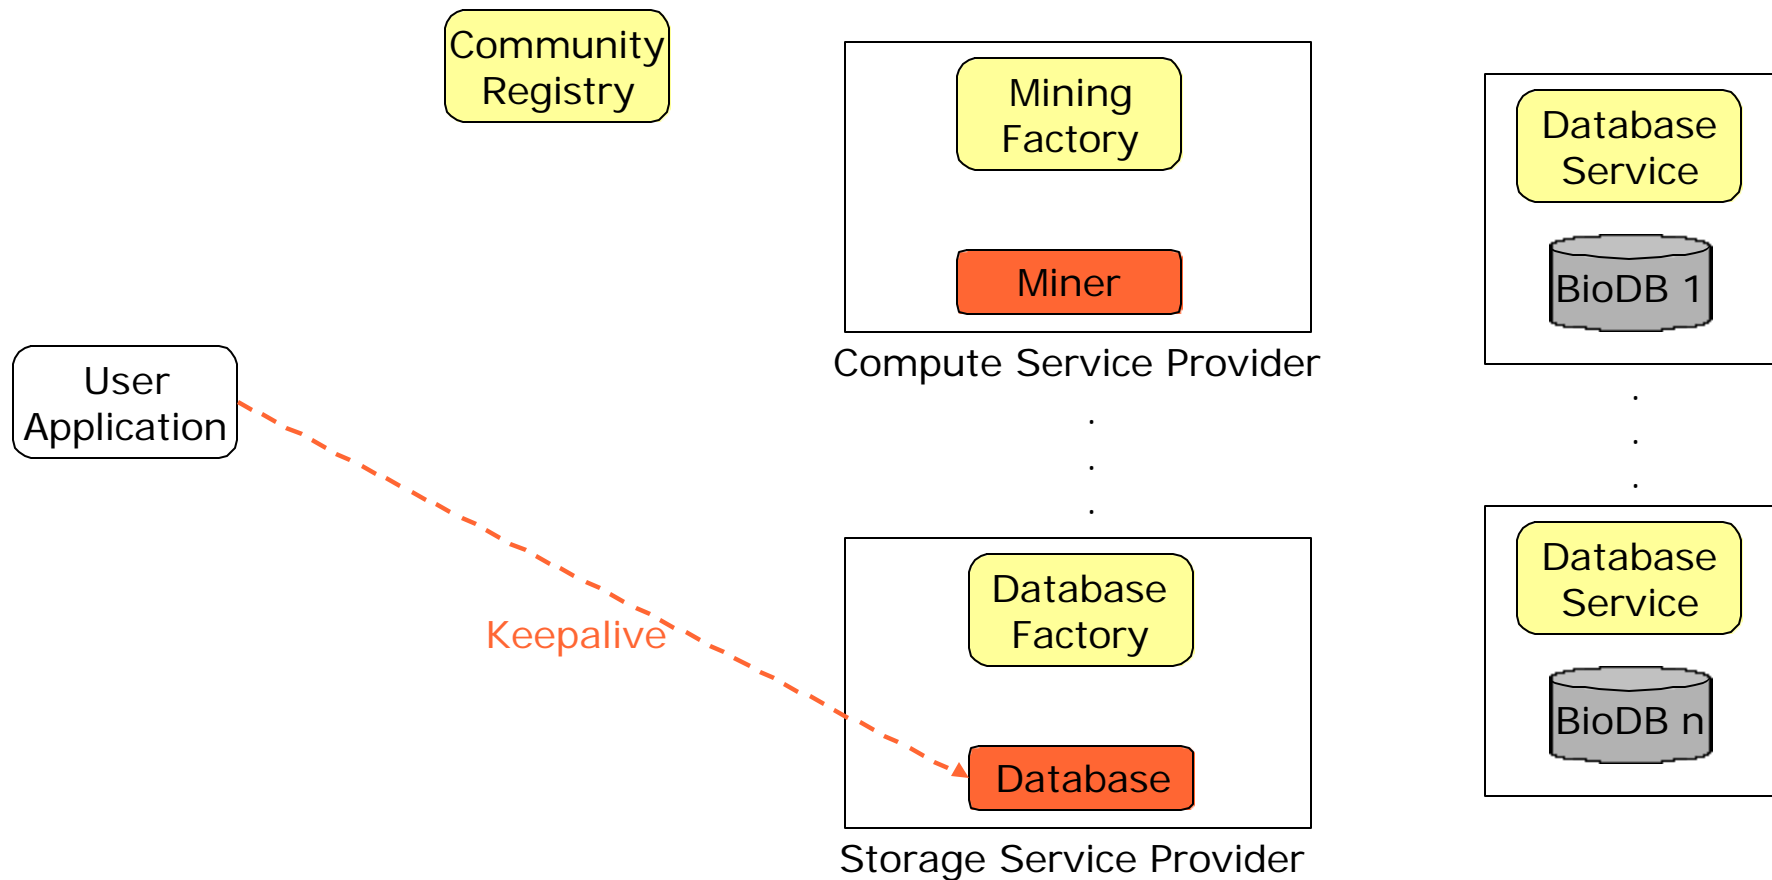 Community
Registry
Mining
Factory
Miner
Compute Service Provider
Database
Service
BioDB 1
User
Application
.
.
.
.
.
.
Keepalive
Database
Factory
Database
Storage Service Provider
Database
Service
BioDB n